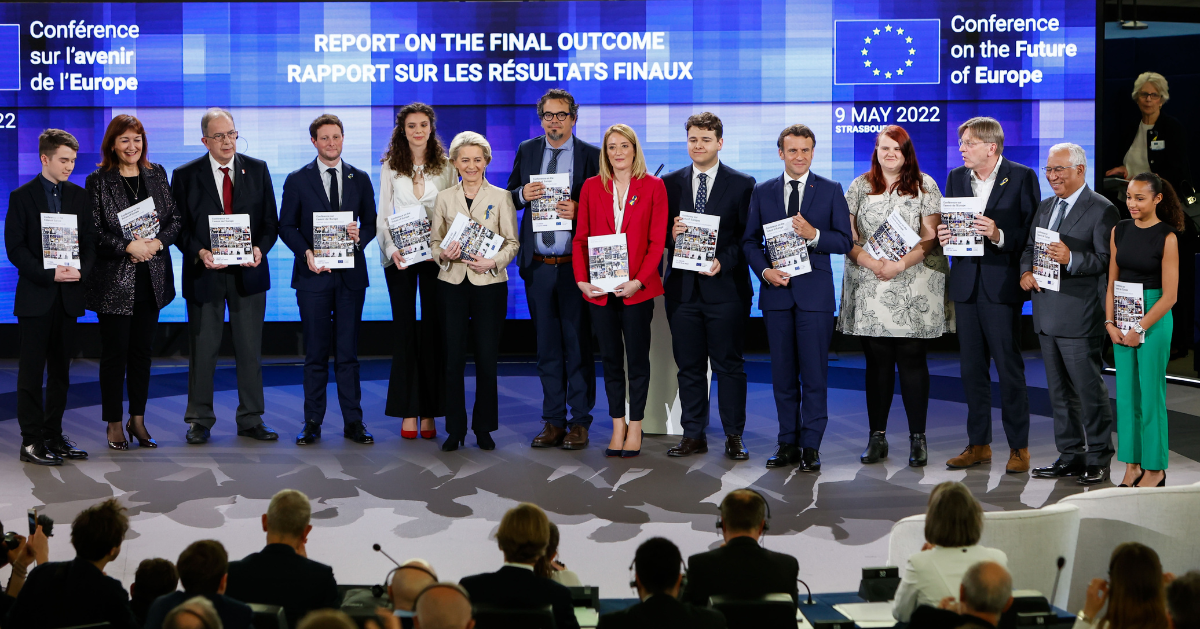 Conférence
sur l'avenir
de l'Europe
22
REPORT ON THE FINAL OUTCOME
RAPPORT SUR LES RÉSULTATS FINAUX
Conference
on the Future
of Europe
9 MAY 2022
STRASBOURG